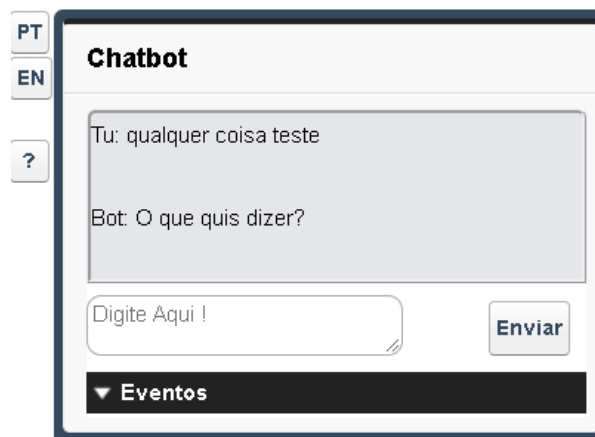 PT
EN
?
Chatbot
Tu: qualquer coisa teste
Bot: O que quis dizer?
Digite Aqui !
Enviar
Eventos